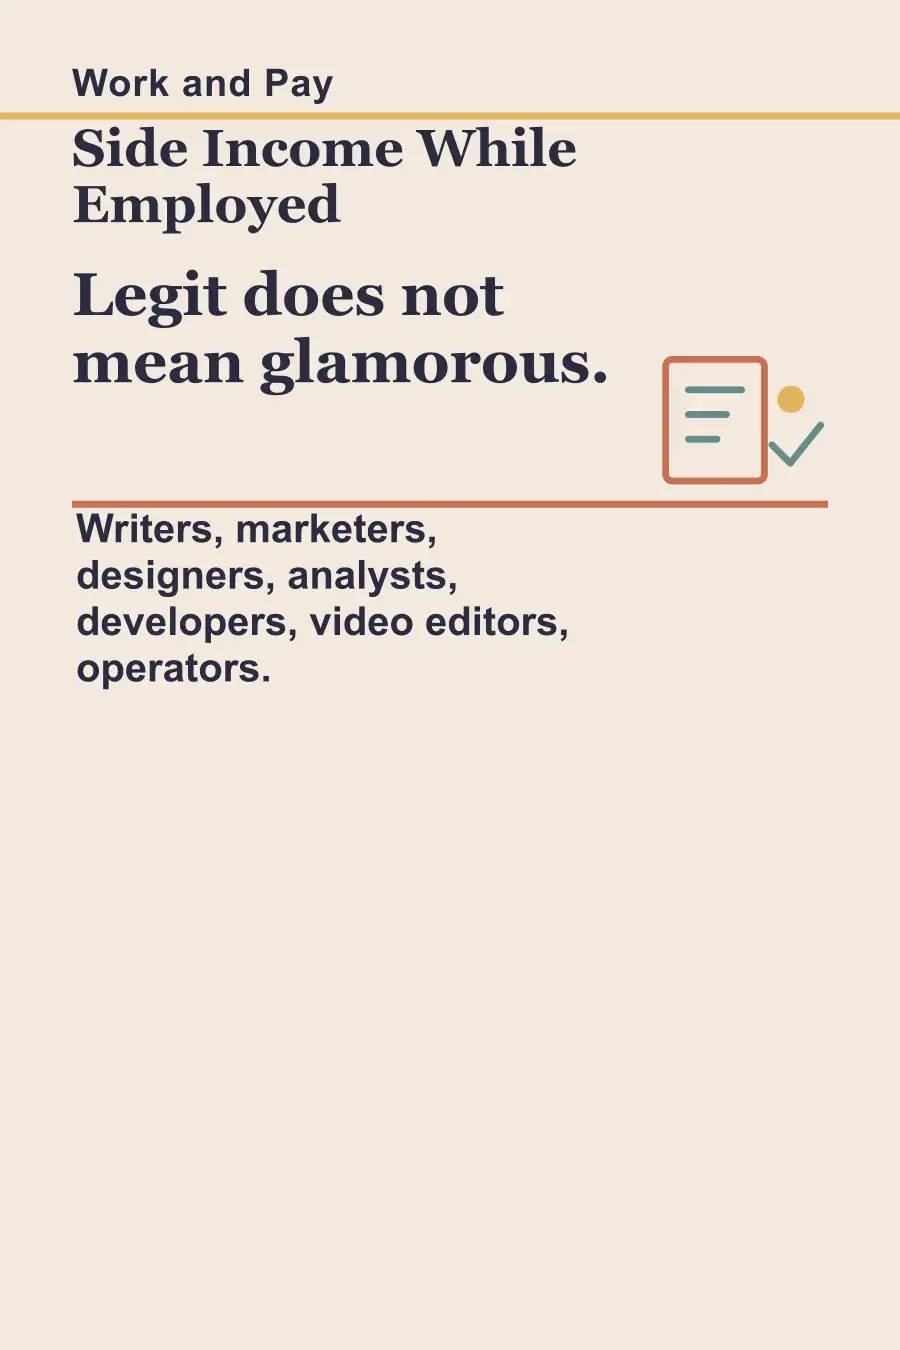 Work and Pay
Side Income While
Employed
Legit does not
mean glamorous.
Writers, marketers,
designers, analysts,
developers, video editors,
operators.